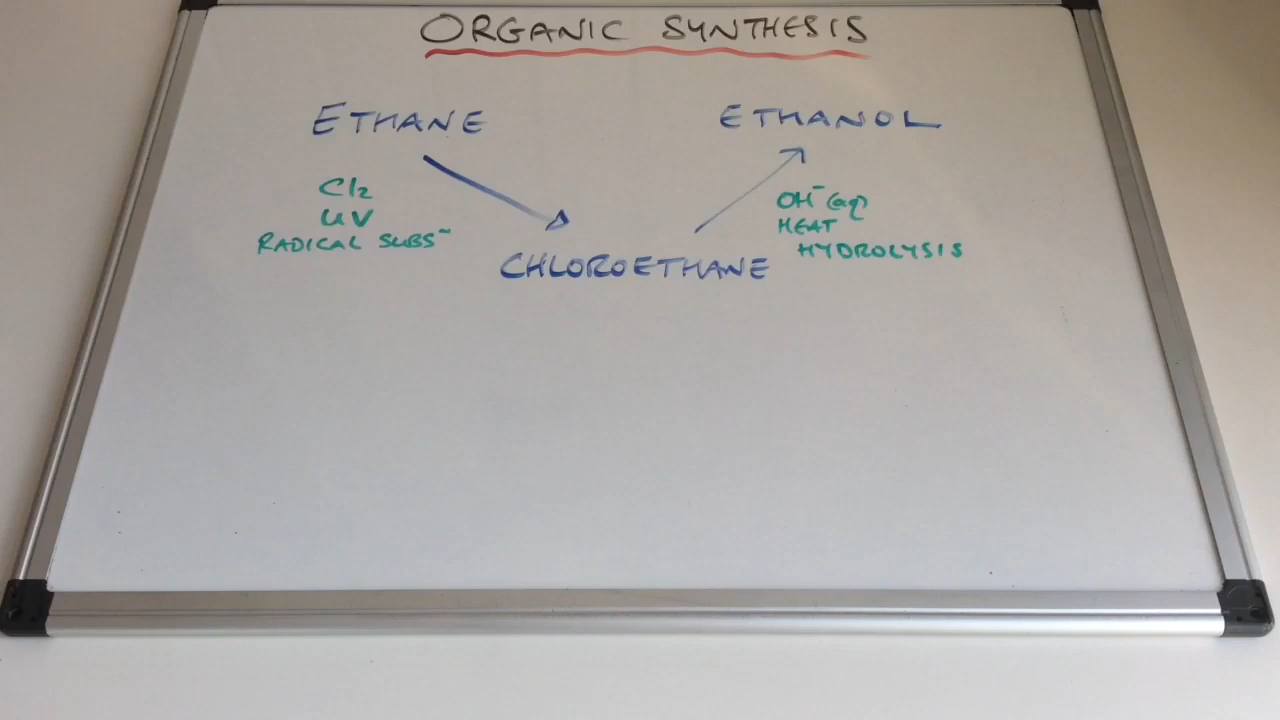 ORGANIC SYNTHESIS
ETHANE
ETHANOL
Cl2
UV
RADICAL SUBSⁿ
OH⁻(aq)
HEAT
HYDROLYSIS
CHLOROETHANE